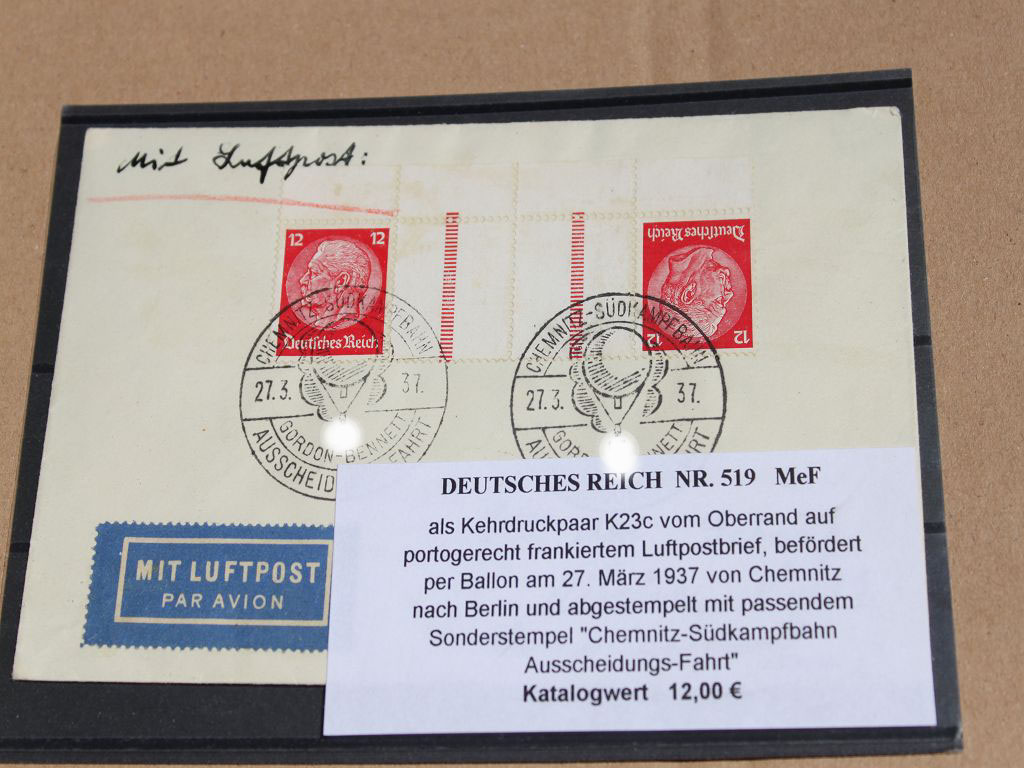 Mit Luftpost:
12 12
Deutsches Reich
Deutsches Reich
12 12
CHEMNITZ-SÜDKAMPFBAHN
27.3. 37.
GORDON-BENNETT
AUSSCHEID FAHRT
CHEMNITZ-SÜDKAMPFBAHN
27.3. 37.
NNETT
RT
MIT LUFTPOST
PAR AVION
DEUTSCHES REICH NR. 519 MeF
als Kehrdruckpaar K23c vom Oberrand auf
portogerecht frankiertem Luftpostbrief, befördert
per Ballon am 27. März 1937 von Chemnitz
nach Berlin und abgestempelt mit passendem
Sonderstempel "Chemnitz-Südkampfbahn
Ausscheidungs-Fahrt"
Katalogwert 12,00 €